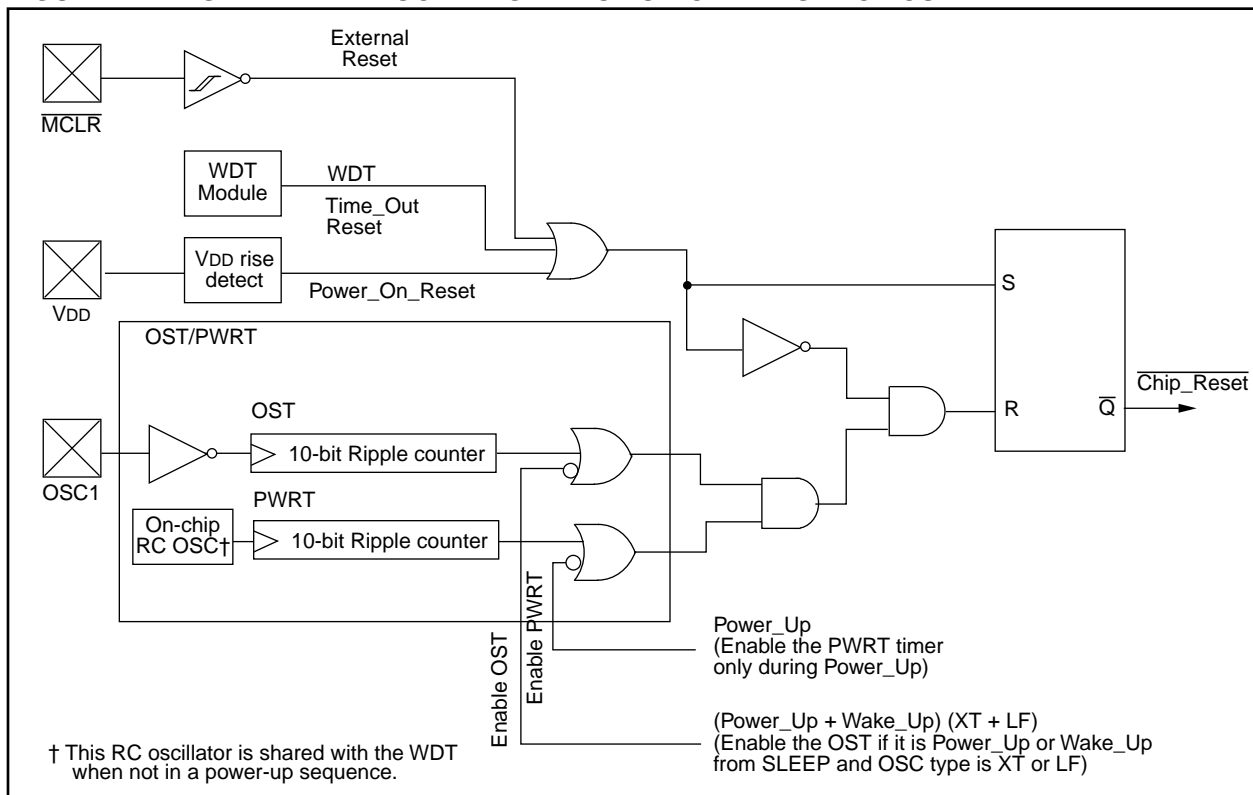 External
Reset
MCLR
WDT
Module
WDT
Time_Out
Reset
VDD rise
detect
Power_On_Reset
VDD
OST/PWRT
S
Chip_Reset
R
Q
OST
10-bit Ripple counter
OSC1
PWRT
On-chip
RC OSC†
10-bit Ripple counter
Enable OST
Enable PWRT
Power_Up
(Enable the PWRT timer
only during Power_Up)
(Power_Up + Wake_Up) (XT + LF)
(Enable the OST if it is Power_Up or Wake_Up
from SLEEP and OSC type is XT or LF)
† This RC oscillator is shared with the WDT
when not in a power-up sequence.